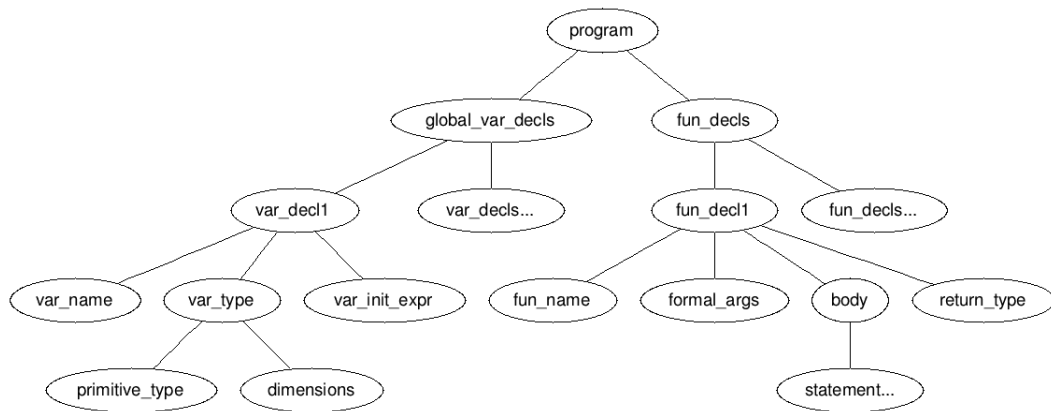 program
global_var_decls
fun_decls
var_decl1
var_decls...
fun_decl1
fun_decls...
var_name
var_type
var_init_expr
fun_name
formal_args
body
return_type
primitive_type
dimensions
statement...